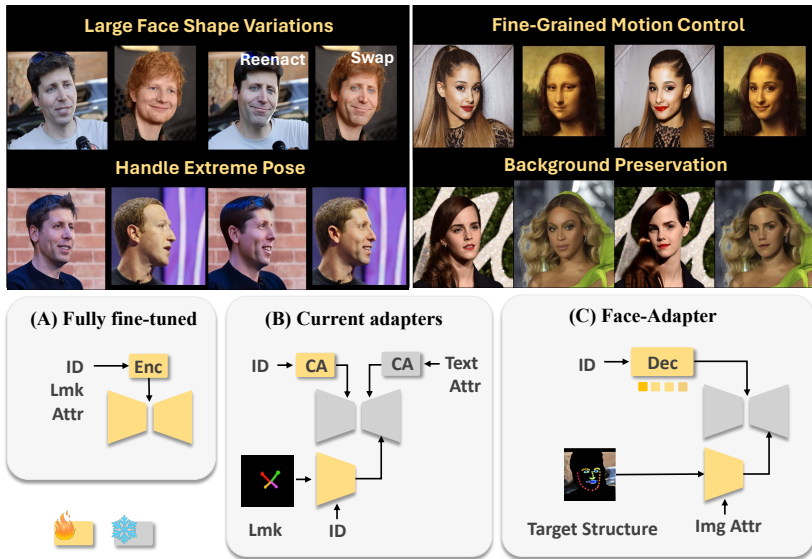 Large Face Shape Variations
Reenact
Swap
Handle Extreme Pose
Fine-Grained Motion Control
Background Preservation
(A) Fully fine-tuned
ID
Enc
Lmk
Attr
(B) Current adapters
ID
CA
CA
Text
Attr
Lmk
ID
(C) Face-Adapter
ID
Dec
Target Structure
Img Attr